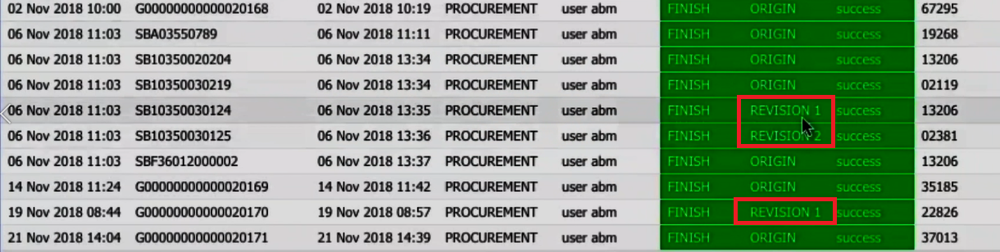 02 Nov 2018 10:00 G00000000000020168 02 Nov 2018 10:19 PROCUREMENT user abm FINISH ORIGIN success 67295
06 Nov 2018 11:03 SBA03550789 06 Nov 2018 11:11 PROCUREMENT user abm FINISH ORIGIN success 19268
06 Nov 2018 11:03 SB10350020204 06 Nov 2018 13:34 PROCUREMENT user abm FINISH ORIGIN success 13206
06 Nov 2018 11:03 SB10350030219 06 Nov 2018 13:34 PROCUREMENT user abm FINISH ORIGIN success 02119
06 Nov 2018 11:03 SB10350030124 06 Nov 2018 13:35 PROCUREMENT user abm FINISH REVISION 1 success 13206
06 Nov 2018 11:03 SB10350030125 06 Nov 2018 13:36 PROCUREMENT user abm FINISH REVISION 2 success 02381
06 Nov 2018 11:03 SBF36012000002 06 Nov 2018 13:37 PROCUREMENT user abm FINISH ORIGIN success 13206
14 Nov 2018 11:24 G00000000000020169 14 Nov 2018 11:42 PROCUREMENT user abm FINISH ORIGIN success 35185
19 Nov 2018 08:44 G00000000000020170 19 Nov 2018 08:57 PROCUREMENT user abm FINISH REVISION 1 success 22826
21 Nov 2018 14:04 G00000000000020171 21 Nov 2018 14:39 PROCUREMENT user abm FINISH ORIGIN success 37013